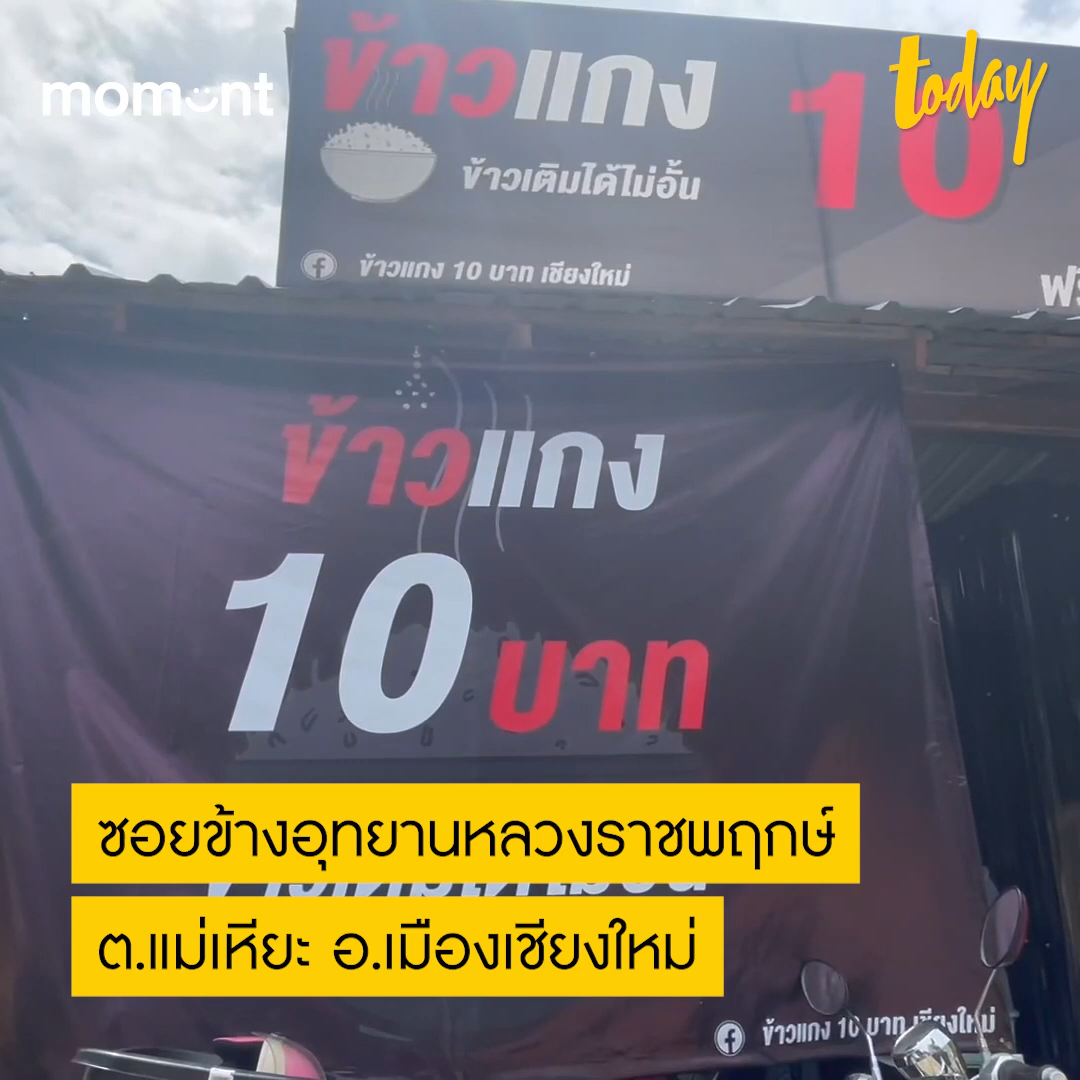 moment
today
ข้าวแกง 10
ข้าวเติมได้ไม่อั้น
ข้าวแกง 10 บาท เชียงใหม่
ข้าวแกง
10 บาท
ซอยข้างอุทยานหลวงราชพฤกษ์
ต.แม่เหียะ อ.เมืองเชียงใหม่
ข้าวแกง 10 บาท เชียงใหม่